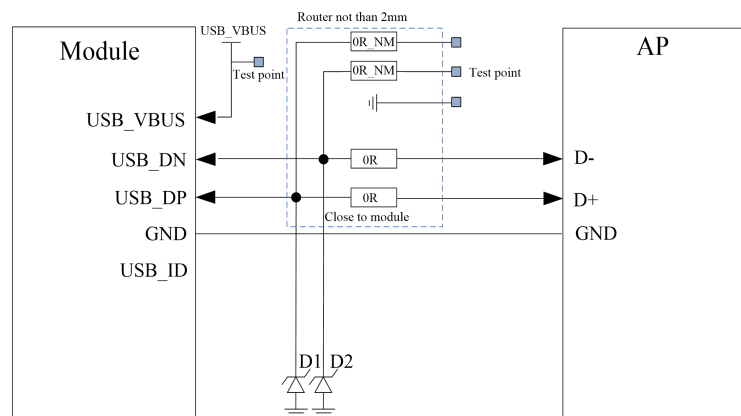 Router not than 2mm
USB_VBUS
Module
0R_NM
AP
Test point
0R_NM
Test point
USB_VBUS
USB_DN
0R
D-
USB_DP
0R
D+
Close to module
GND
GND
USB_ID
D1
D2